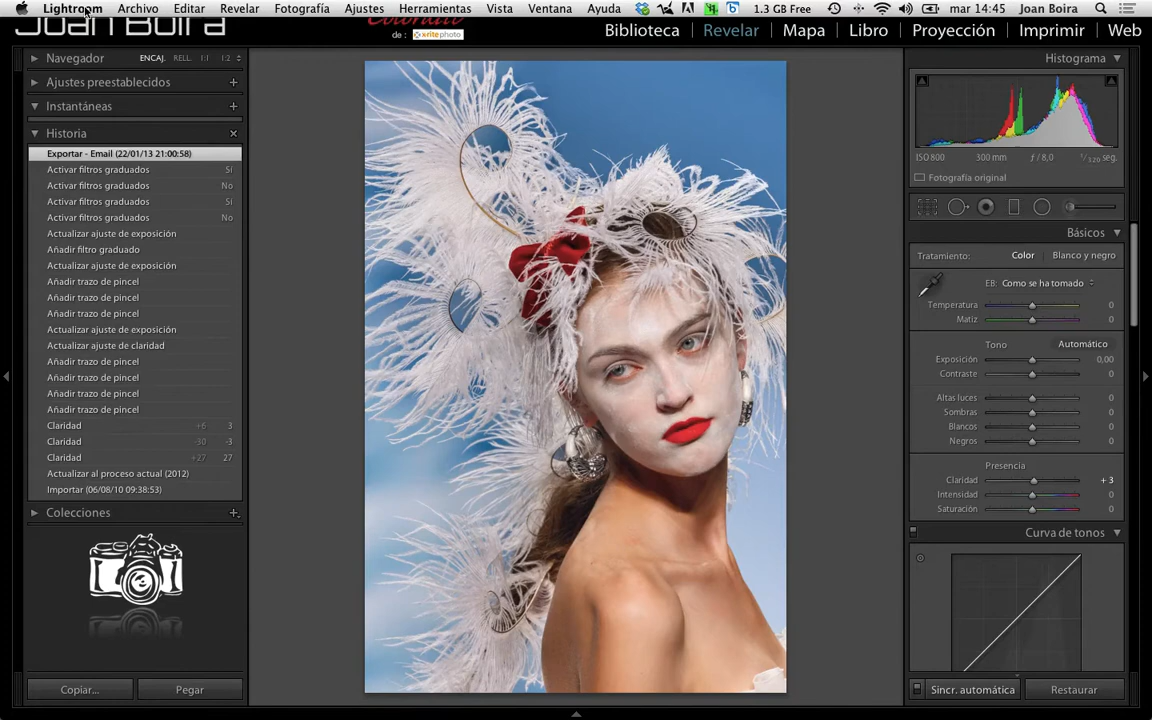 Lightroom Archivo Editar Revelar Fotografía Ajustes Herramientas Vista Ventana Ayuda 1.3 GB Free mar 14:45 Joan Boira
Joan Boira
de : x·rite photo
Biblioteca | Revelar | Mapa | Libro | Proyección | Imprimir | Web
Navegador ENCAJ. RELL. 1:1 1:2
Ajustes preestablecidos +
Instantáneas +
Historia ×
Exportar - Email (22/01/13 21:00:58)
Activar filtros graduados Sí
Activar filtros graduados No
Activar filtros graduados Sí
Activar filtros graduados No
Actualizar ajuste de exposición
Añadir filtro graduado
Actualizar ajuste de exposición
Añadir trazo de pincel
Añadir trazo de pincel
Añadir trazo de pincel
Actualizar ajuste de exposición
Actualizar ajuste de claridad
Añadir trazo de pincel
Añadir trazo de pincel
Añadir trazo de pincel
Añadir trazo de pincel
Claridad +6 3
Claridad -30 -3
Claridad +27 27
Actualizar al proceso actual (2012)
Importar (06/08/10 09:38:53)
Colecciones +
Copiar... Pegar
Histograma
ISO 800 300 mm ƒ / 8,0 1/120 seg.
Fotografía original
Básicos
Tratamiento: Color Blanco y negro
EB: Como se ha tomado
Temperatura 0
Matiz 0
Tono Automático
Exposición 0,00
Contraste 0
Altas luces 0
Sombras 0
Blancos 0
Negros 0
Presencia
Claridad + 3
Intensidad 0
Saturación 0
Curva de tonos
Sincr. automática Restaurar